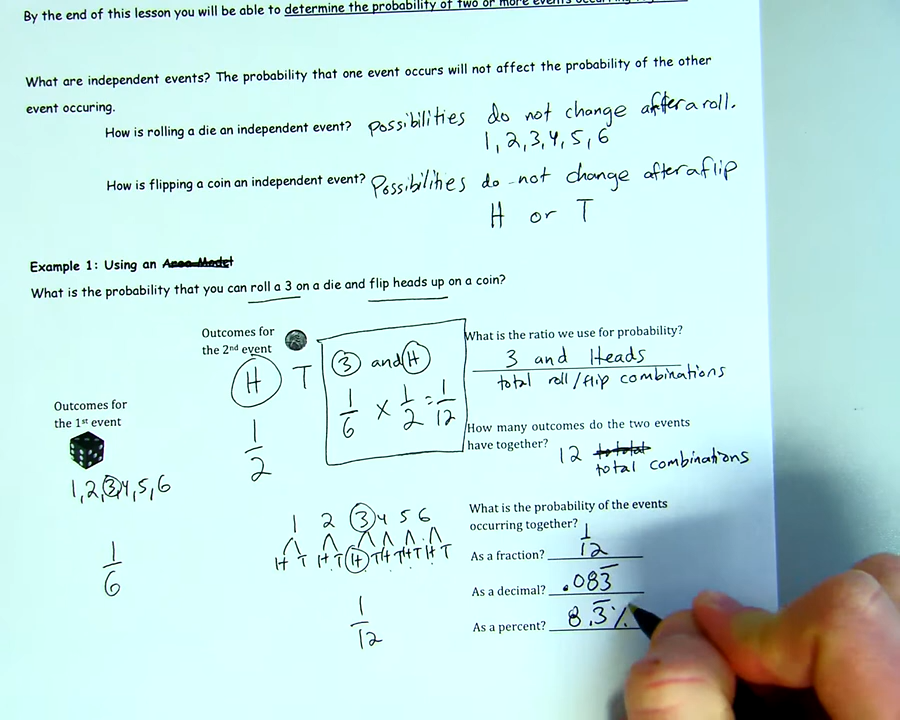 By the end of this lesson you will be able to determine the probability of two or more events
What are independent events? The probability that one event occurs will not affect the probability of the other
event occuring.
How is rolling a die an independent event? possibilities do not change after a roll.
1, 2, 3, 4, 5, 6
How is flipping a coin an independent event? Possibilities do not change after a flip
H or T
Example 1: Using an Area Model
What is the probability that you can roll a 3 on a die and flip heads up on a coin?
Outcomes for
the 2nd event
H T
1/2
3 and H
1/6 × 1/2 = 1/12
What is the ratio we use for probability?
3 and Heads
total roll/flip combinations
Outcomes for
the 1st event
1, 2, 3, 4, 5, 6
1/6
How many outcomes do the two events
have together? 12
total combinations
1 2 3 4 5 6
H T H T H T H T H T H T
1/12
What is the probability of the events
occurring together?
As a fraction? 1/12
As a decimal? .083̅
As a percent? 8.3̅%